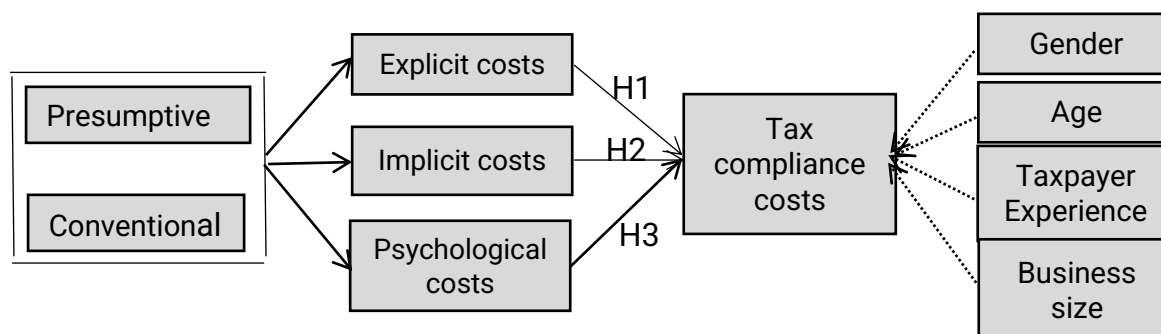 Presumptive
Conventional
Explicit costs
Implicit costs
Psychological
costs
H1
H2
H3
Tax
compliance
costs
Gender
Age
Taxpayer
Experience
Business
size